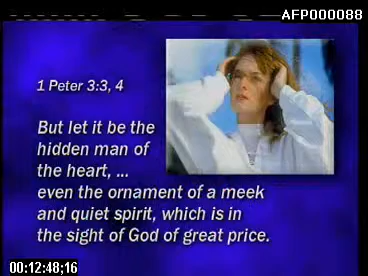 AFP000088
1 Peter 3:3, 4
But let it be the
hidden man of
the heart, ...
even the ornament of a meek
and quiet spirit, which is in
the sight of God of great price.
00:12:48;16